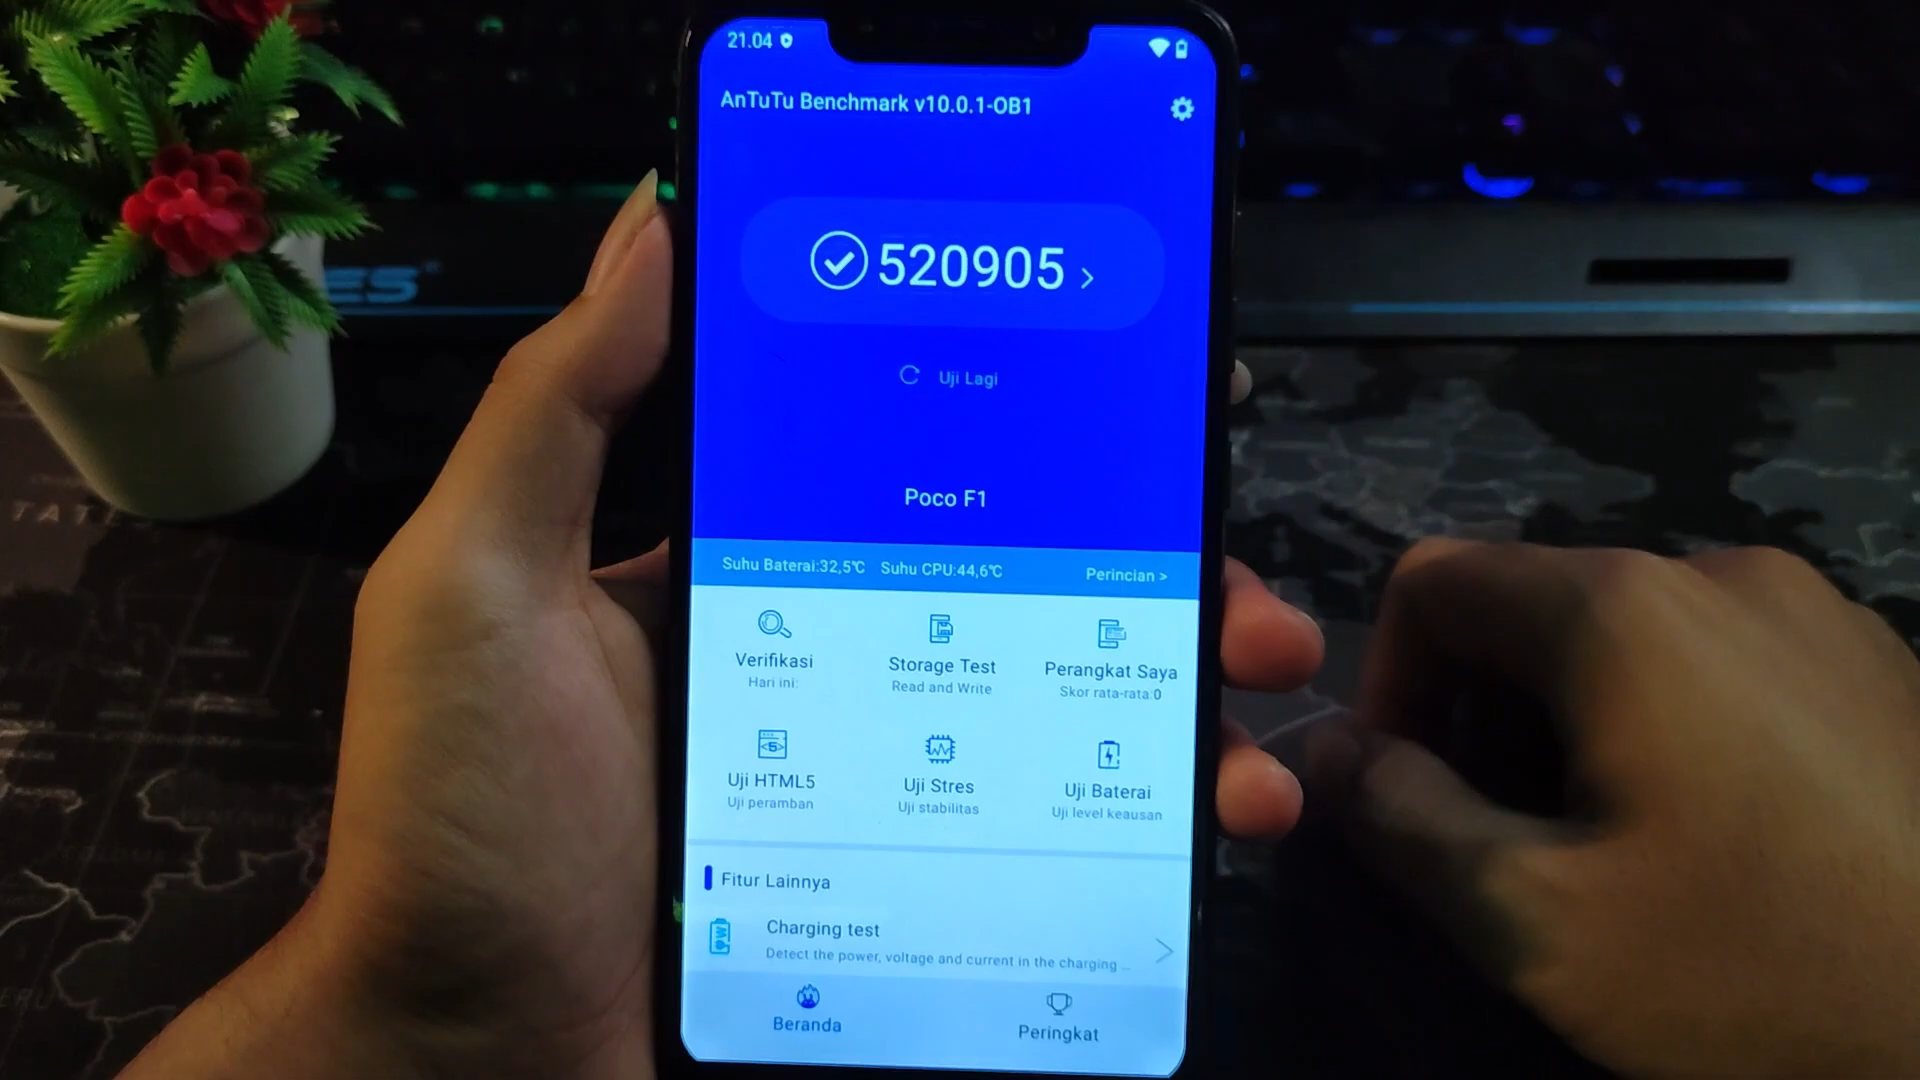 21.04
AnTuTu Benchmark v10.0.1-OB1
520905 >
Uji Lagi
Poco F1
Suhu Baterai:32,5℃ Suhu CPU:44,6℃ Perincian >
Verifikasi
Hari ini:
Storage Test
Read and Write
Perangkat Saya
Skor rata-rata:0
Uji HTML5
Uji peramban
Uji Stres
Uji stabilitas
Uji Baterai
Uji level keausan
Fitur Lainnya
Charging test
Detect the power, voltage and current in the charging ...
Beranda
Peringkat